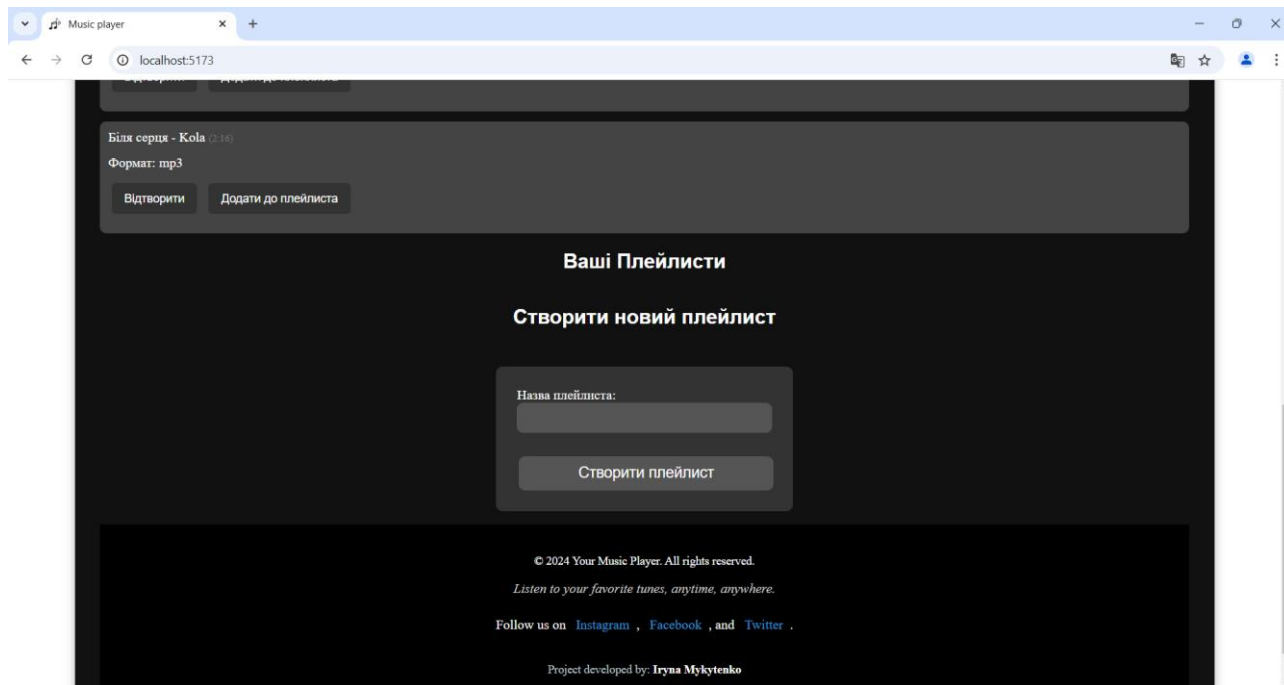 Music player
localhost:5173
Біля серця - Kola (2:16)
Формат: mp3
Відтворити Додати до плейлиста
Ваші Плейлисти
Створити новий плейлист
Назва плейлиста:
Створити плейлист
© 2024 Your Music Player. All rights reserved.
Listen to your favorite tunes, anytime, anywhere.
Follow us on Instagram , Facebook , and Twitter .
Project developed by: Iryna Mykytenko